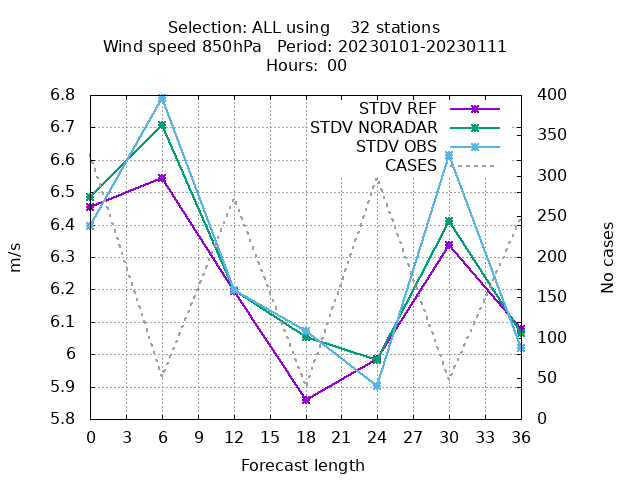 Selection: ALL using    32 stations
Wind speed 850hPa   Period: 20230101-20230111
Hours:  00
STDV REF
STDV NORADAR
STDV OBS
CASES
6.8
6.7
6.6
6.5
6.4
6.3
6.2
6.1
6
5.9
5.8
m/s
400
350
300
250
200
150
100
50
0
No cases
0 3 6 9 12 15 18 21 24 27 30 33 36
Forecast length